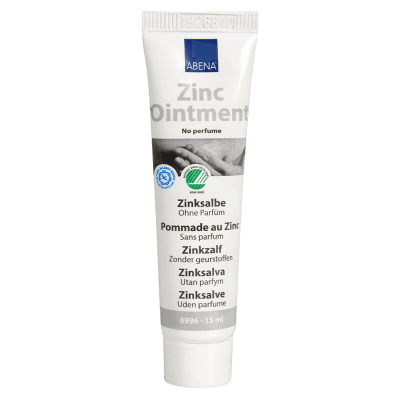 ABENA
Zinc
Ointment
No perfume
Zinksalbe
Ohne Parfüm
Pommade au Zinc
Sans parfum
Zinkzalf
Zonder geurstoffen
Zinksalva
Utan parfym
Zinksalve
Uden parfume
6996 - 15 ml